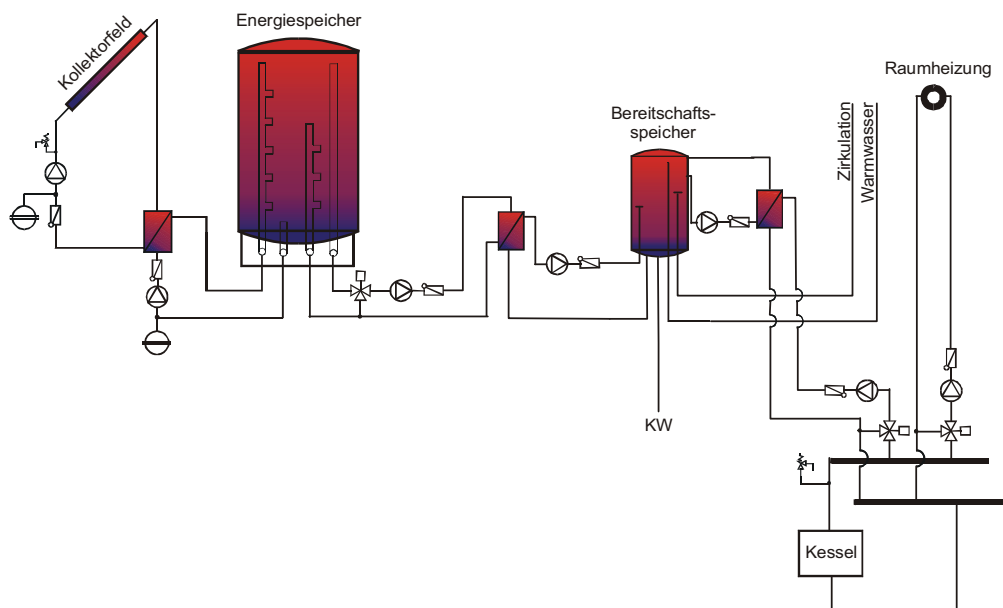 Energiespeicher
Kollektorfeld
Raumheizung
Bereitschafts-
speicher
Zirkulation
Warmwasser
KW
Kessel